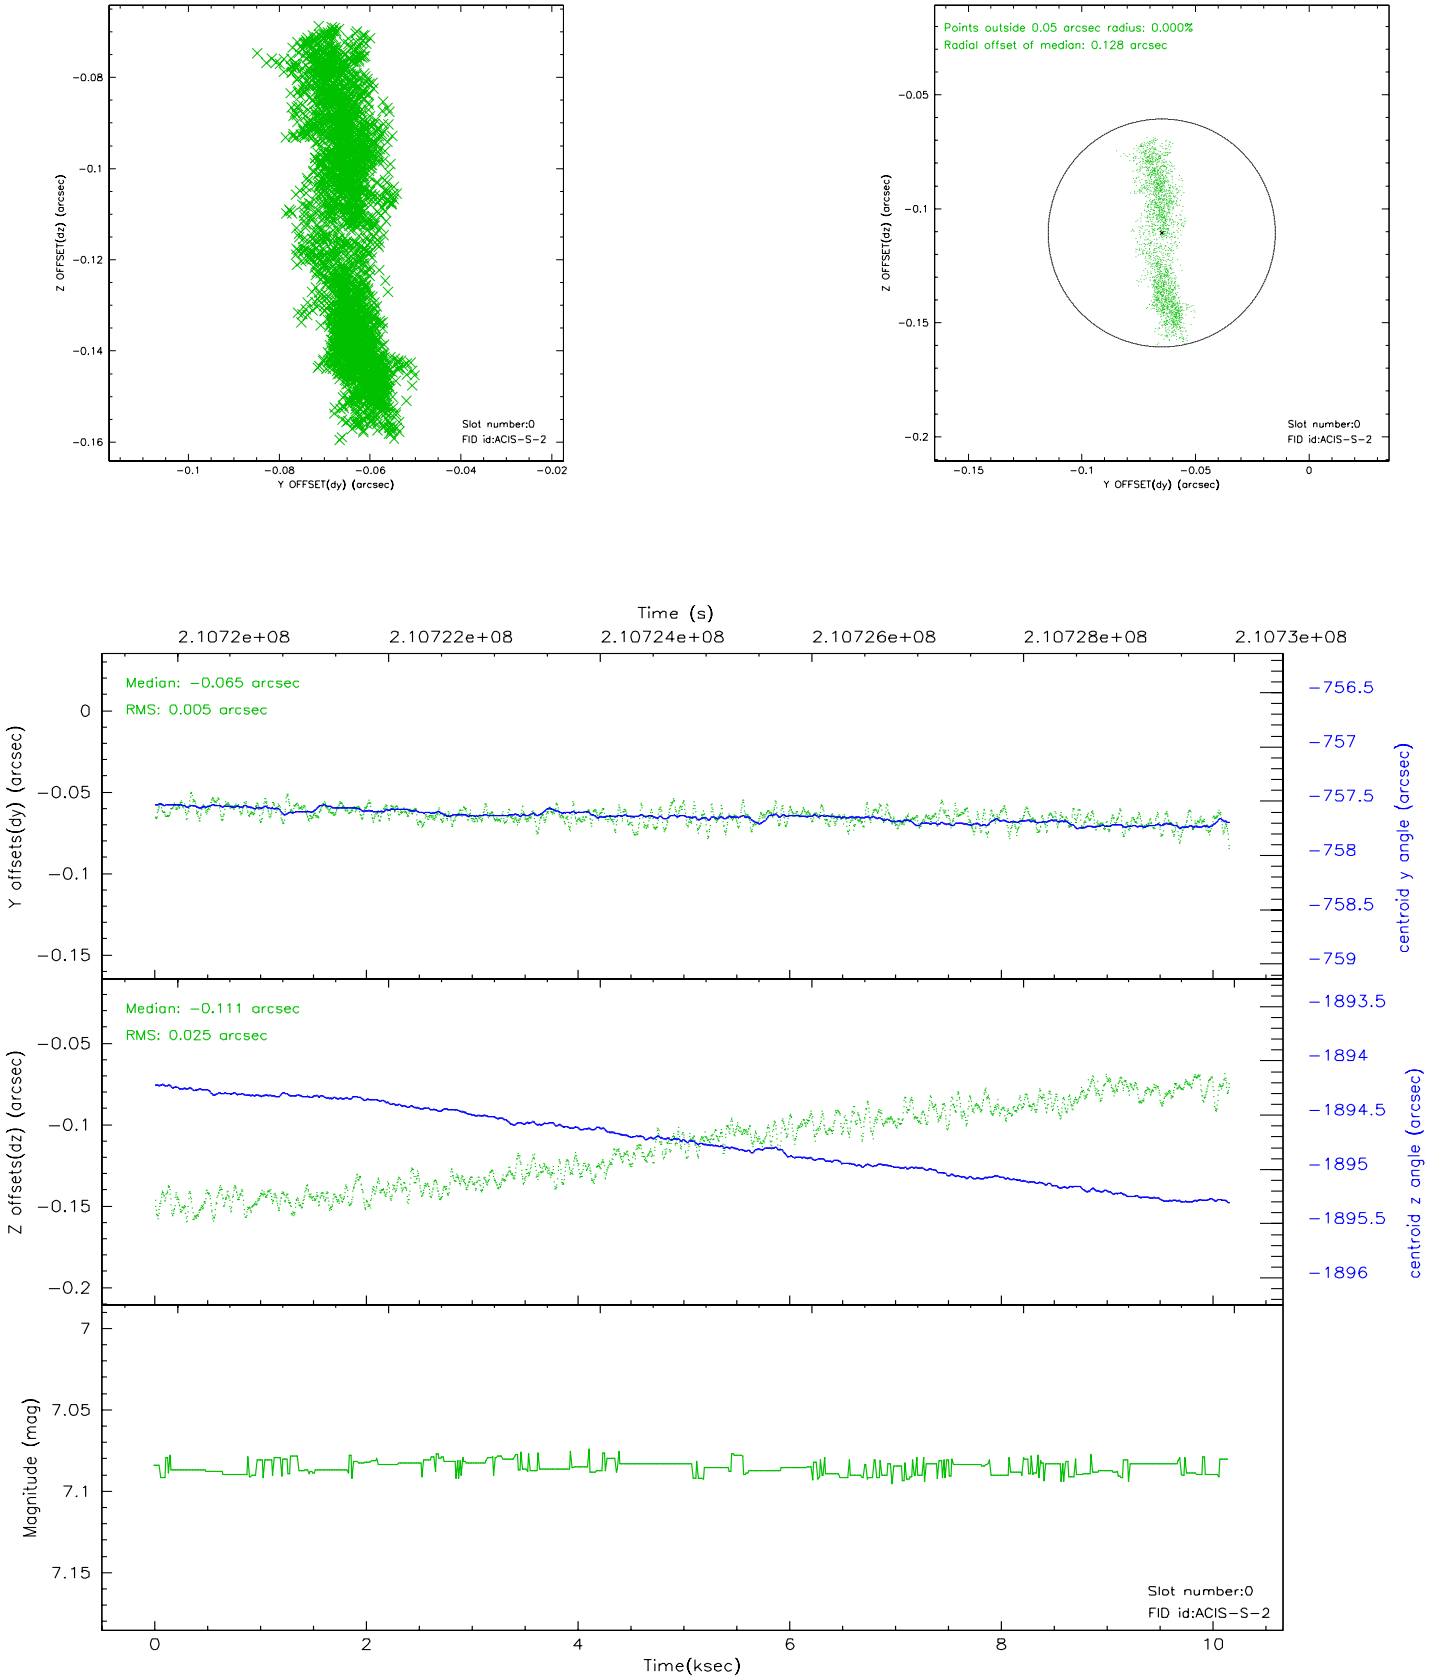 -0.08
-0.1
-0.12
-0.14
-0.16
Z OFFSET(dz) (arcsec)
Slot number:0
FID id:ACIS-S-2
-0.1
-0.08
-0.06
-0.04
-0.02
Y OFFSET(dy) (arcsec)
Points outside 0.05 arcsec radius: 0.000%
Radial offset of median: 0.128 arcsec
-0.05
-0.1
-0.15
-0.2
Z OFFSET(dz) (arcsec)
Slot number:0
FID id:ACIS-S-2
-0.15
-0.1
-0.05
0
Y OFFSET(dy) (arcsec)
Time (s)
2.1072e+08
2.10722e+08
2.10724e+08
2.10726e+08
2.10728e+08
2.1073e+08
Median: -0.065 arcsec
RMS: 0.005 arcsec
0
-0.05
-0.1
-0.15
Y offsets(dy) (arcsec)
-756.5
-757
-757.5
-758
-758.5
-759
centroid y angle (arcsec)
Median: -0.111 arcsec
RMS: 0.025 arcsec
-0.05
-0.1
-0.15
-0.2
Z offsets(dz) (arcsec)
-1893.5
-1894
-1894.5
-1895
-1895.5
-1896
centroid z angle (arcsec)
7
7.05
7.1
7.15
Magnitude (mag)
Slot number:0
FID id:ACIS-S-2
0
2
4
6
8
10
Time(ksec)